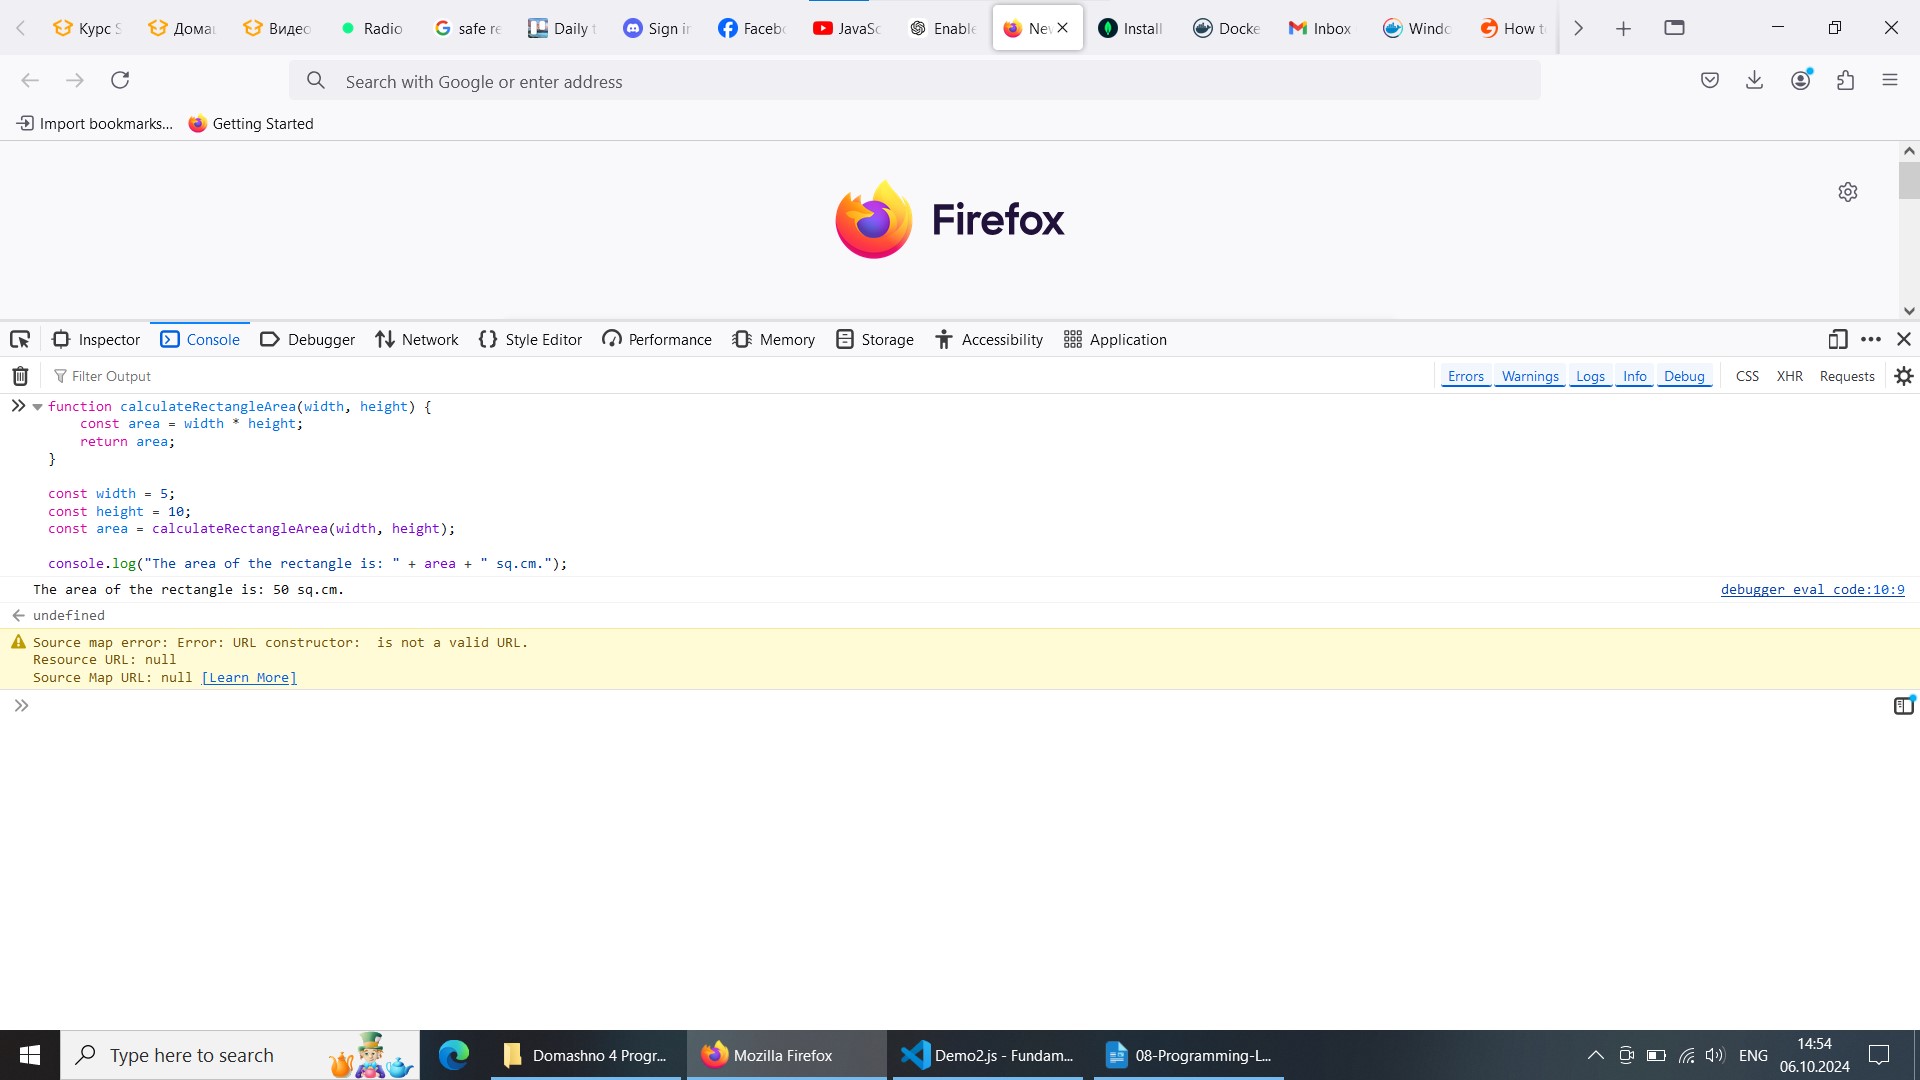 Курс
Дома
Видео
Radio
safe re
Daily
Sign in
Facebo
JavaSc
Enable
Ne
Install
Docke
Inbox
Windo
How t
Search with Google or enter address
Import bookmarks...
Getting Started
Firefox
Inspector
Console
Debugger
Network
Style Editor
Performance
Memory
Storage
Accessibility
Application
Filter Output
Errors
Warnings
Logs
Info
Debug
CSS
XHR
Requests
function calculateRectangleArea(width, height) {
const area = width * height;
return area;
}
const width = 5;
const height = 10;
const area = calculateRectangleArea(width, height);
console.log("The area of the rectangle is: " + area + " sq.cm.");
The area of the rectangle is: 50 sq.cm.
debugger eval code:10:9
undefined
Source map error: Error: URL constructor:  is not a valid URL.
Resource URL: null
Source Map URL: null [Learn More]
Type here to search
Domashno 4 Progr...
Mozilla Firefox
Demo2.js - Fundam...
08-Programming-L...
ENG
14:54
06.10.2024